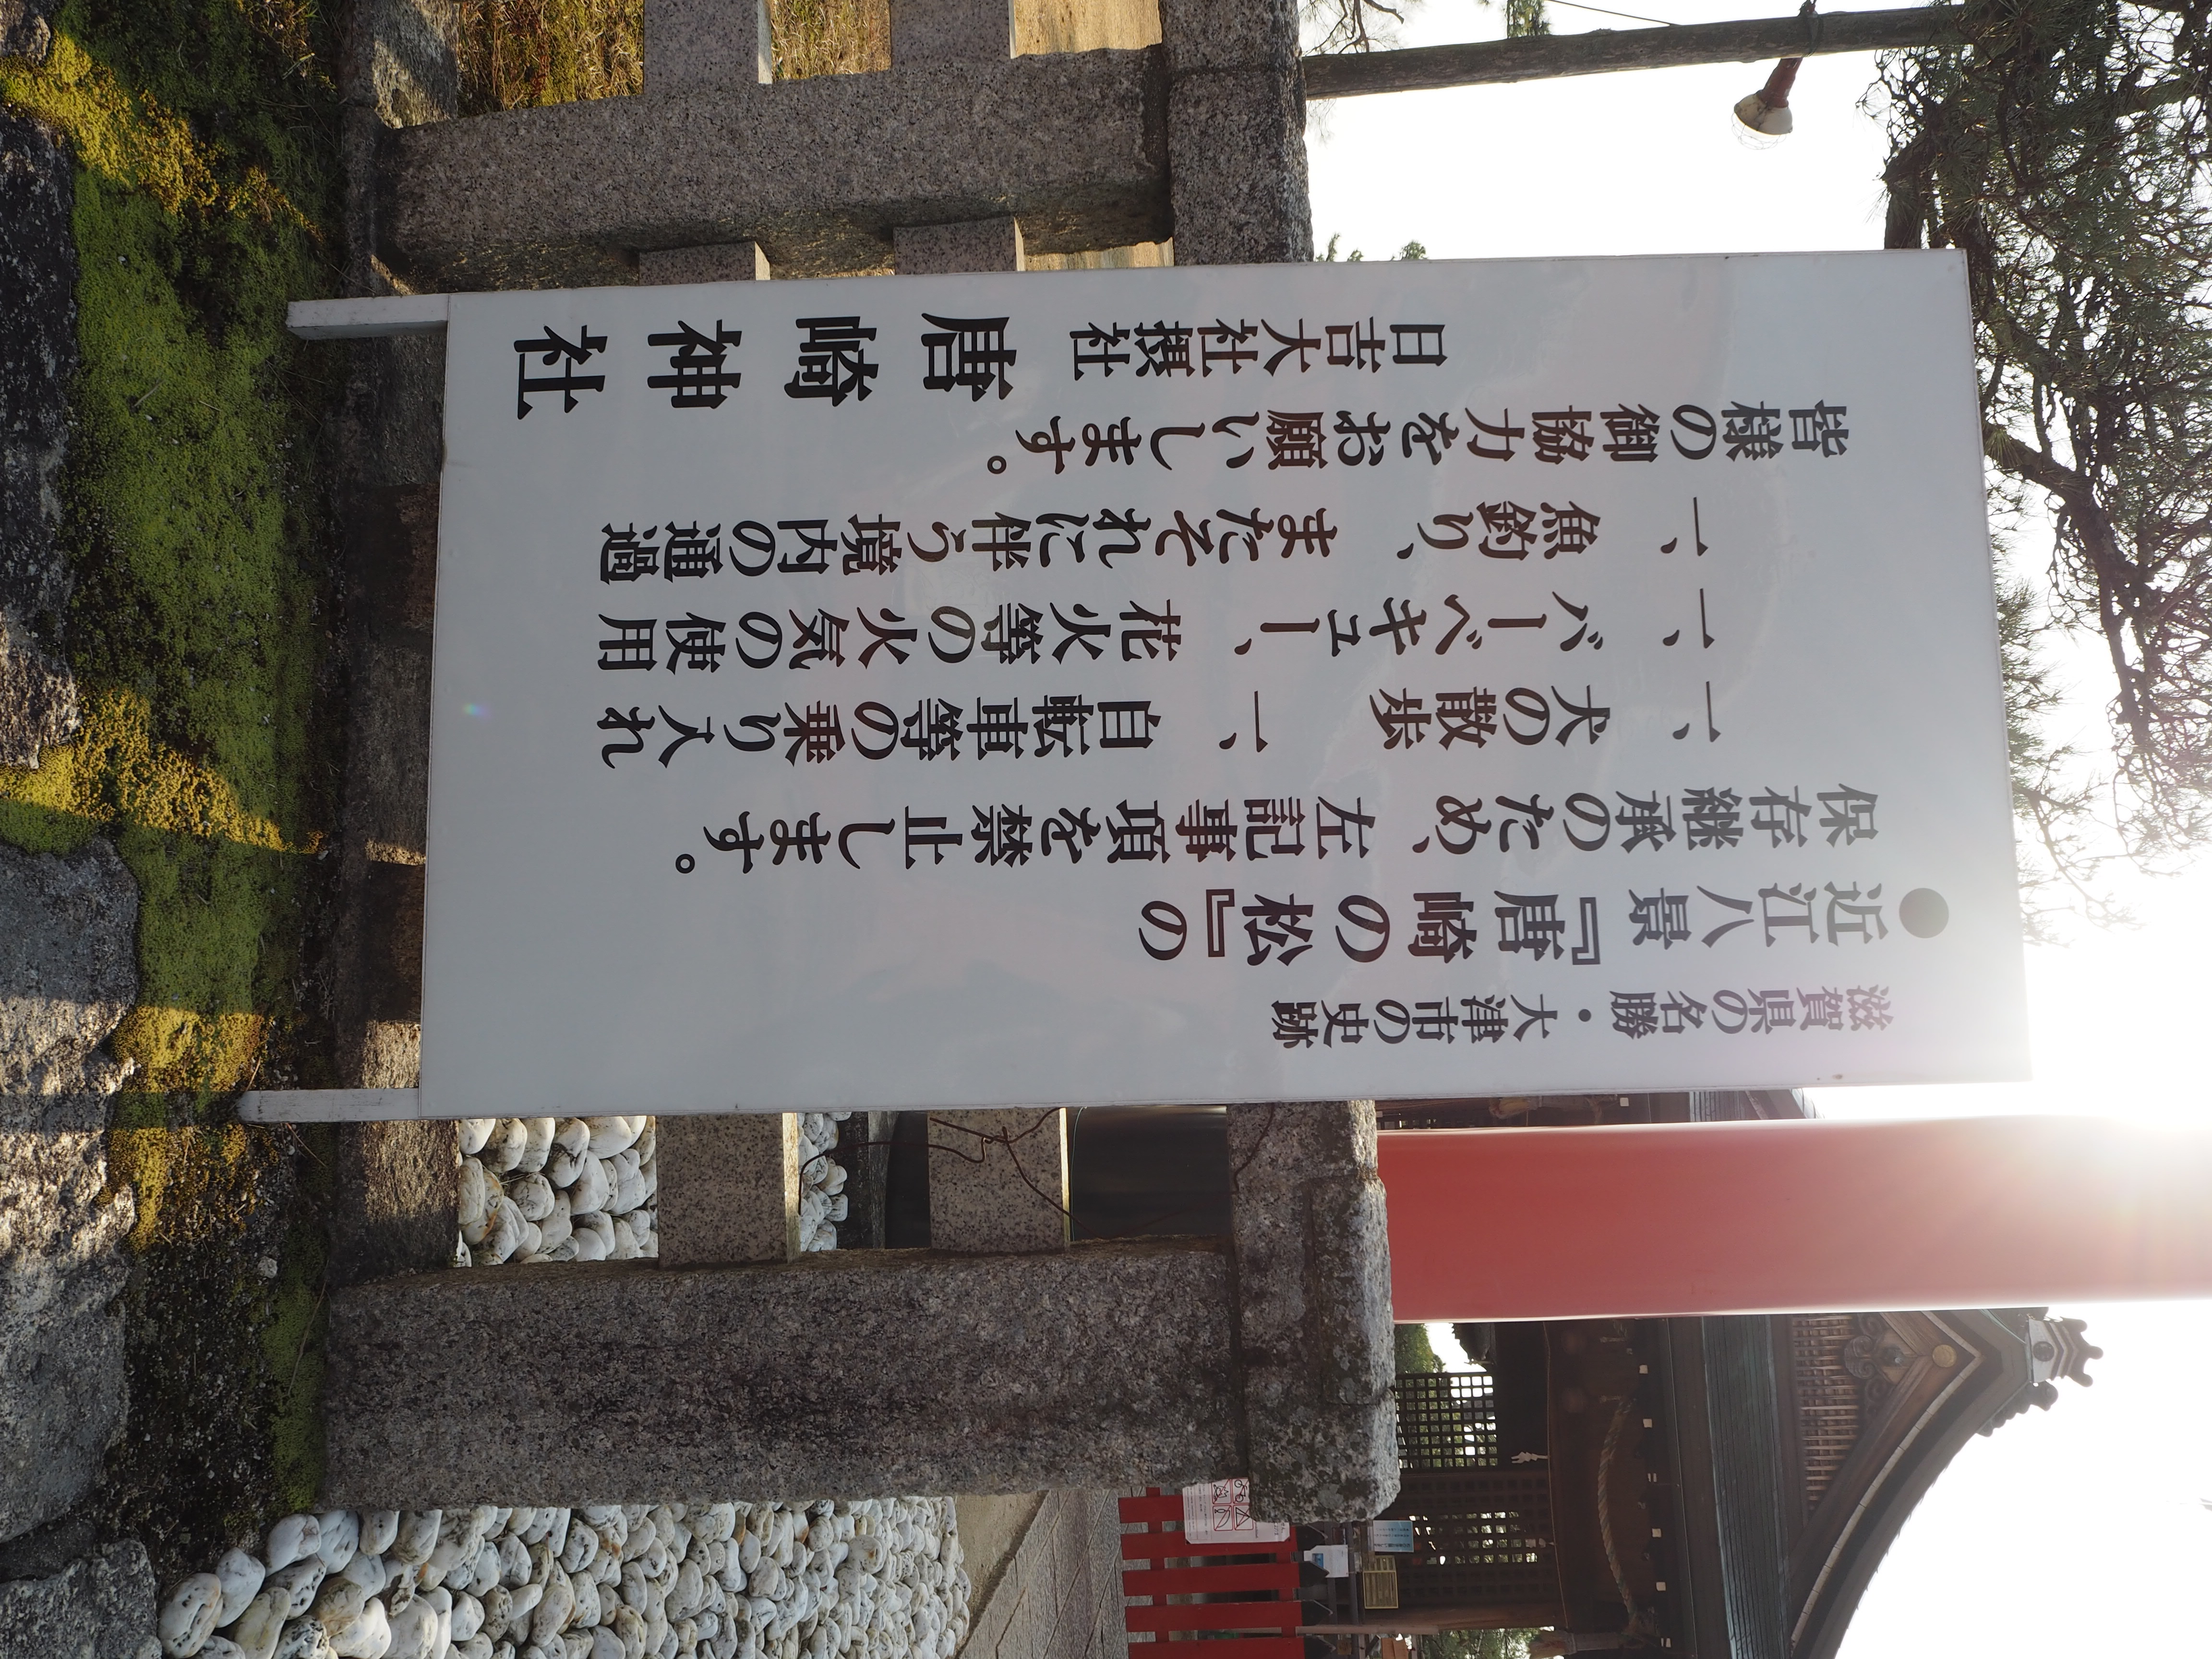 滋賀県の名勝・大津市の史跡
●近江八景『唐崎の松』の
保存継承のため、左記事項を禁止します。
一、犬の散歩 一、自転車等の乗り入れ
一、バーベキュー、花火等の火気の使用
一、魚釣り、またそれに伴う境内の通過
皆様の御協力をお願いします。
日吉大社摂社
唐崎神社